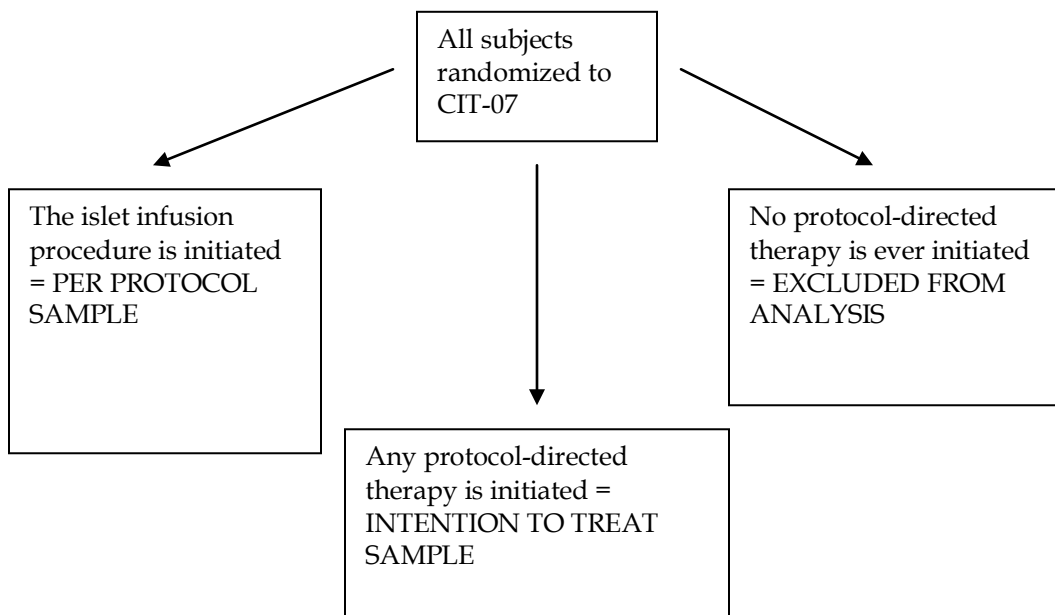 All subjects
randomized to
CIT-07
The islet infusion
procedure is initiated
= PER PROTOCOL
SAMPLE
No protocol-directed
therapy is ever initiated
= EXCLUDED FROM
ANALYSIS
Any protocol-directed
therapy is initiated =
INTENTION TO TREAT
SAMPLE